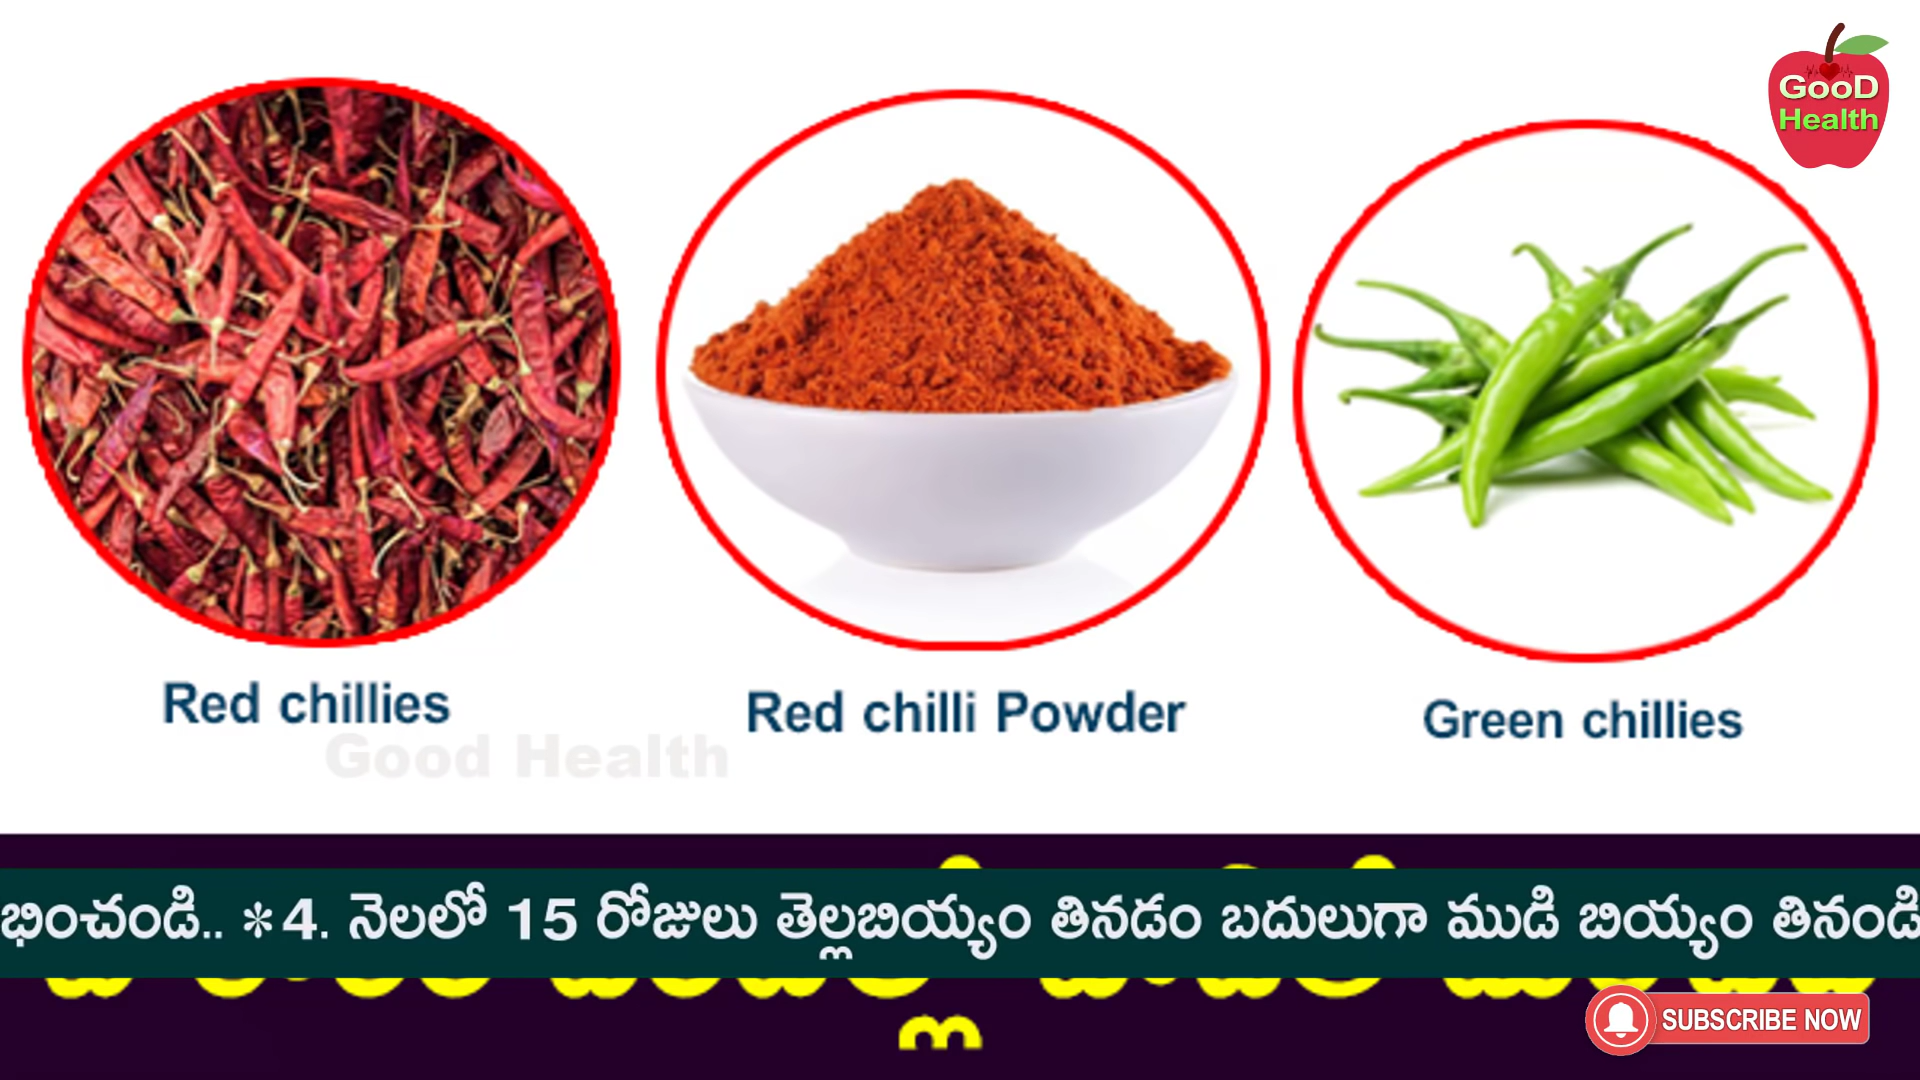 GooD
Health
Red chillies
Red chilli Powder
Green chillies
Good Health
భించండి.. *4. నెలలో 15 రోజులు తెల్లబియ్యం తినడం బదులుగా ముడి బియ్యం తినండి
SUBSCRIBE NOW